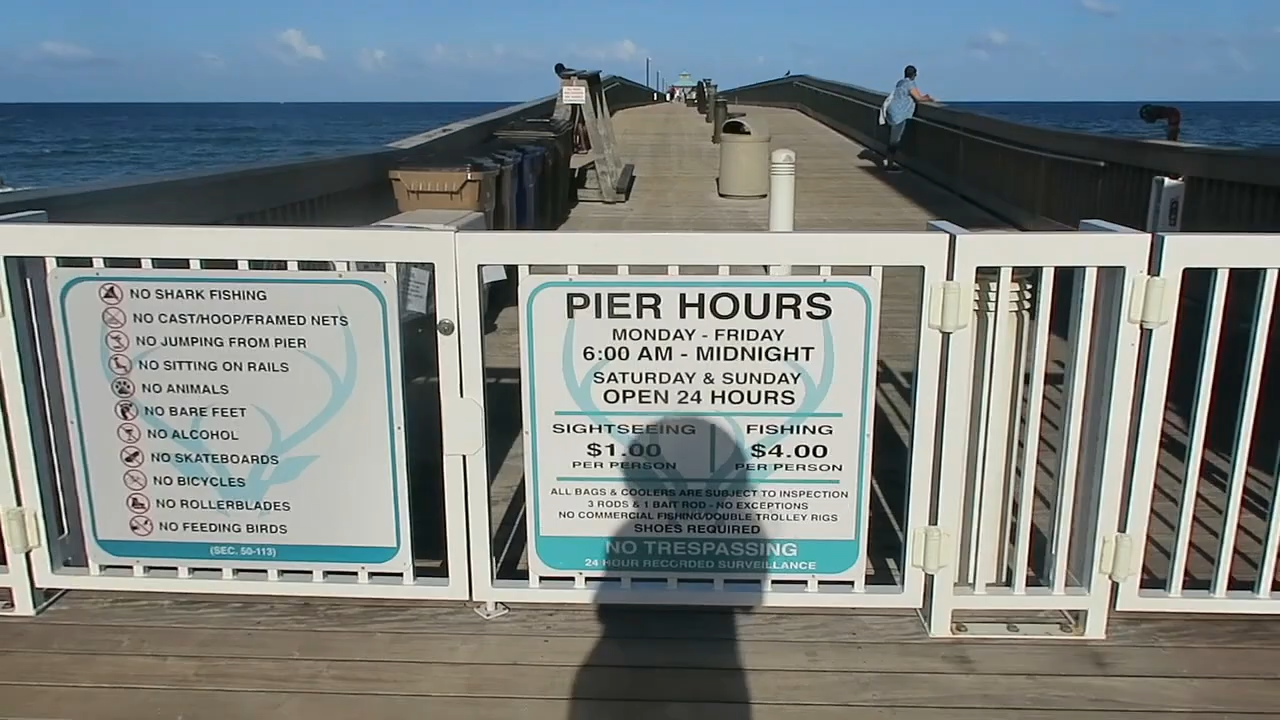 NO SHARK FISHING
NO CAST/HOOP/FRAMED NETS
NO JUMPING FROM PIER
NO SITTING ON RAILS
NO ANIMALS
NO BARE FEET
NO ALCOHOL
NO SKATEBOARDS
NO BICYCLES
NO ROLLERBLADES
NO FEEDING BIRDS
(SEC. 50-113)
PIER HOURS
MONDAY - FRIDAY
6:00 AM - MIDNIGHT
SATURDAY & SUNDAY
OPEN 24 HOURS
SIGHTSEEING
$1.00
PER PERSON
FISHING
$4.00
PER PERSON
ALL BAGS & COOLERS ARE SUBJECT TO INSPECTION
3 RODS & 1 BAIT ROD - NO EXCEPTIONS
NO COMMERCIAL FISHING/DOUBLE TROLLEY RIGS
SHOES REQUIRED
NO TRESPASSING
24 HOUR RECORDED SURVEILLANCE